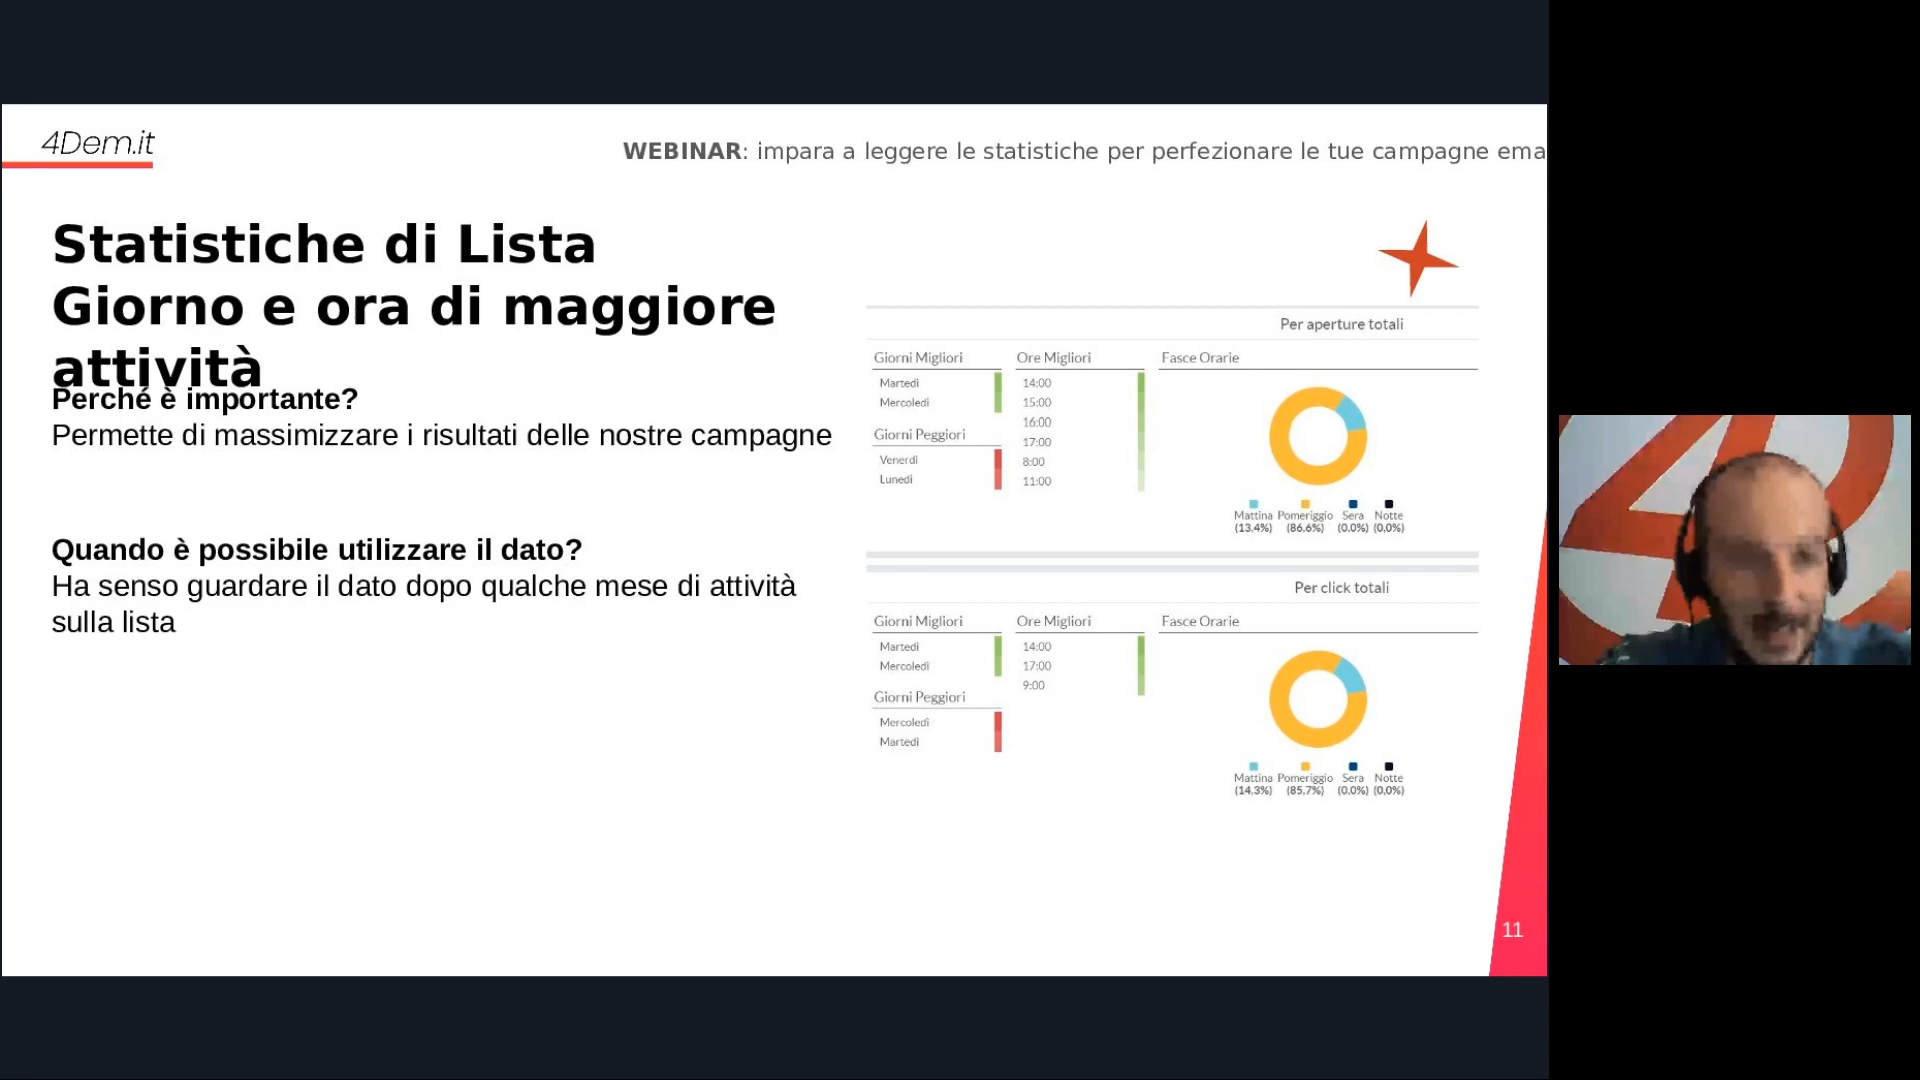 4Dem.it
WEBINAR: impara a leggere le statistiche per perfezionare le tue campagne ema
Statistiche di Lista
Giorno e ora di maggiore
attività
Perché è importante?
Permette di massimizzare i risultati delle nostre campagne
Quando è possibile utilizzare il dato?
Ha senso guardare il dato dopo qualche mese di attività
sulla lista
Per aperture totali
Giorni Migliori
Martedì
Mercoledì
Giorni Peggiori
Venerdì
Lunedì
Ore Migliori
14:00
15:00
16:00
17:00
8:00
11:00
Fasce Orarie
Mattina Pomeriggio Sera Notte
(13,4%) (86,6%) (0,0%) (0,0%)
Per click totali
Giorni Migliori
Martedì
Mercoledì
Giorni Peggiori
Mercoledì
Martedì
Ore Migliori
14:00
17:00
9:00
Fasce Orarie
Mattina Pomeriggio Sera Notte
(14,3%) (85,7%) (0,0%) (0,0%)
11